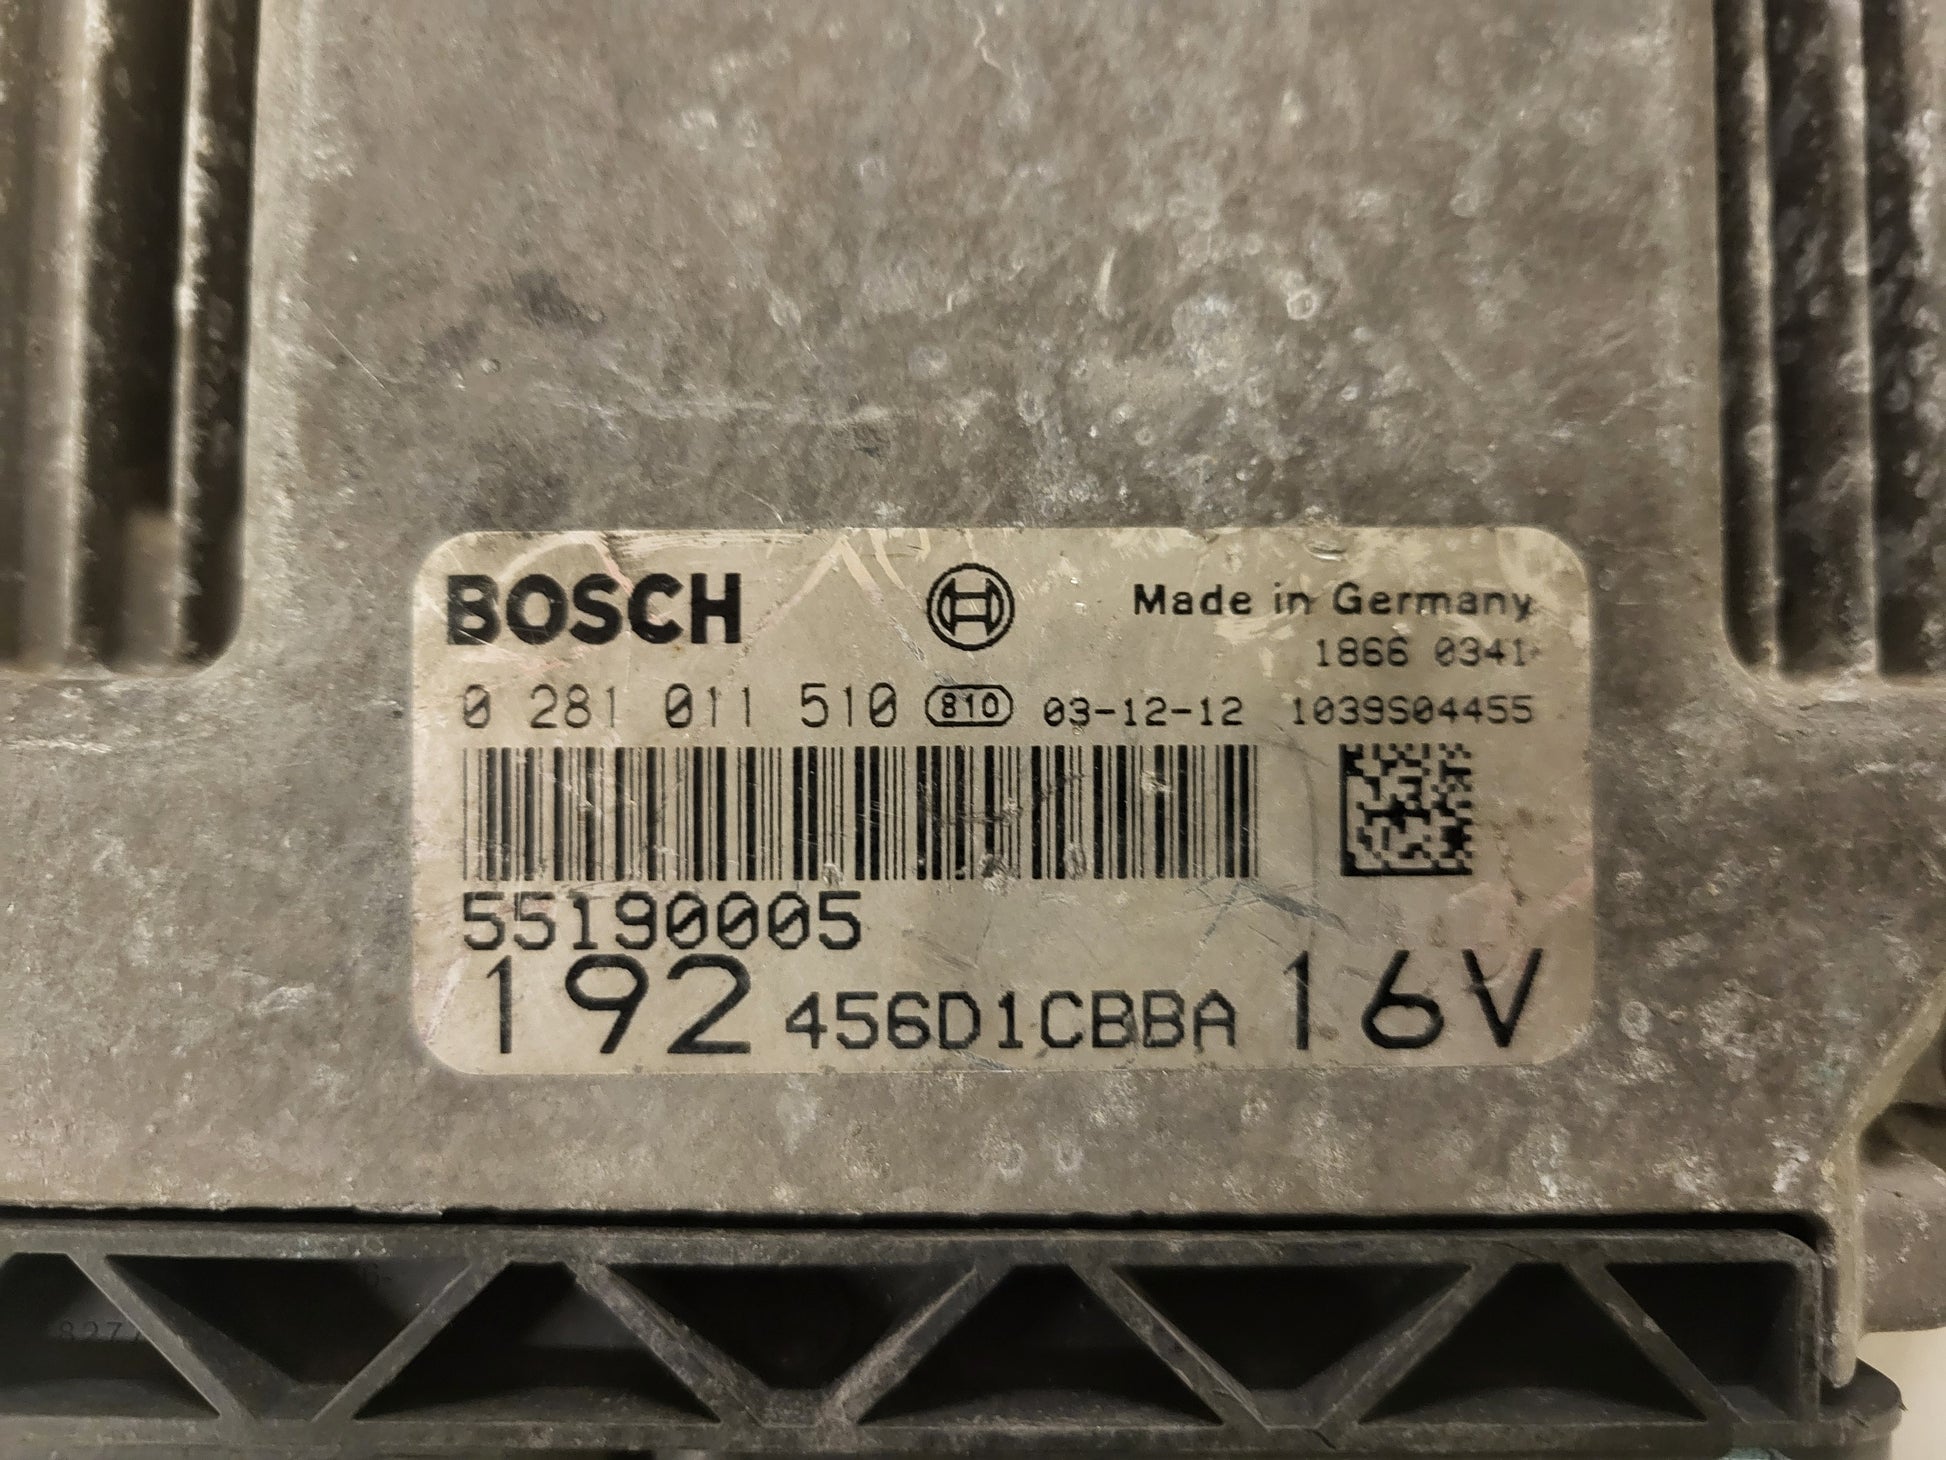 BOSCH Made in Germany
1866 0341
0 281 011 510 810 03-12-12 1039S04455
55190005
192 456D1CBBA 16V